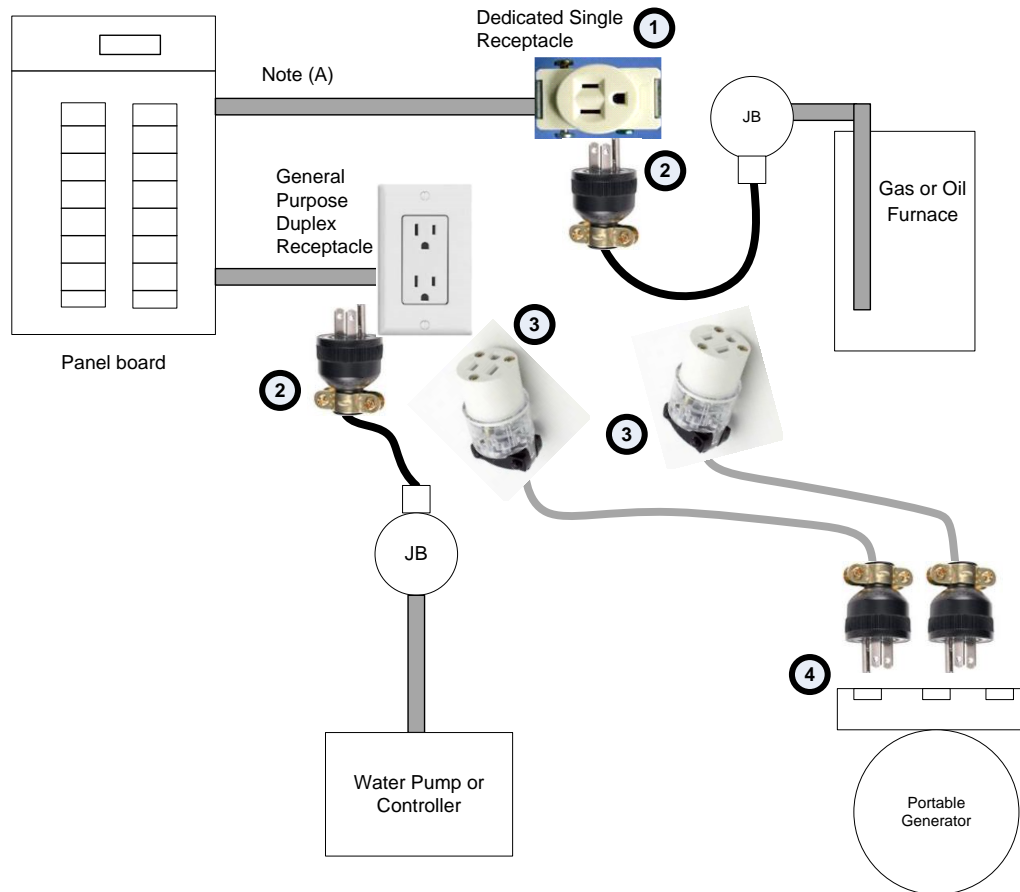 Dedicated Single
Receptacle
1
Note (A)
JB
2
General
Purpose
Duplex
Receptacle
Gas or Oil
Furnace
3
Panel board
2
3
JB
4
Water Pump or
Controller
Portable
Generator